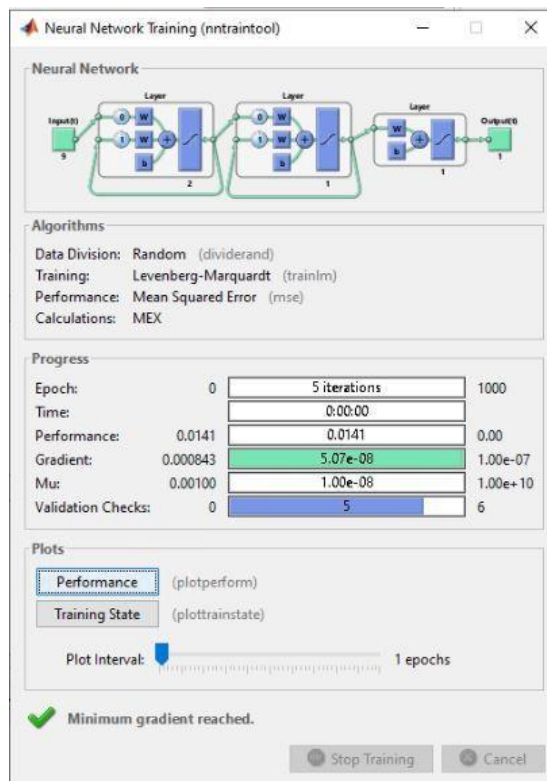 Neural Network Training (nntraintool)
Neural Network
Layer Layer Layer
Input(t) Output(t)
0 W 0 W W
1 W + 1 W + +
b b b
9 2 1 1 1
Algorithms
Data Division: Random (dividerand)
Training: Levenberg-Marquardt (trainlm)
Performance: Mean Squared Error (mse)
Calculations: MEX
Progress
Epoch: 0 5 iterations 1000
Time: 0:00:00
Performance: 0.0141 0.0141 0.00
Gradient: 0.000843 5.07e-08 1.00e-07
Mu: 0.00100 1.00e-08 1.00e+10
Validation Checks: 0 5 6
Plots
Performance (plotperform)
Training State (plottrainstate)
Plot Interval: 1 epochs
Minimum gradient reached.
Stop Training Cancel